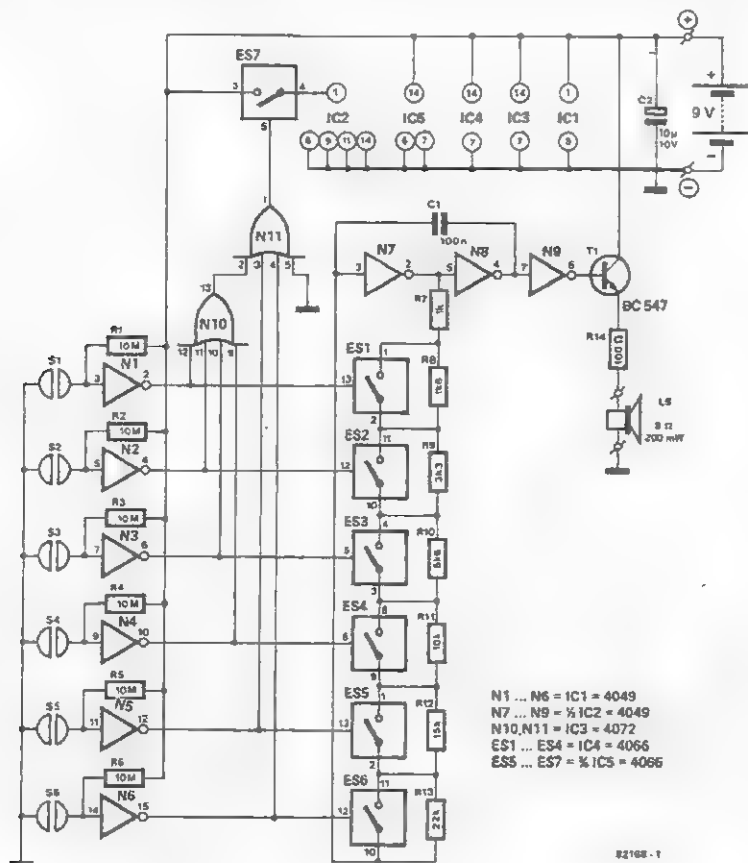 ES7
3
4
5
1
IC2
8
9
11
14
14
IC5
6
7
14
IC4
7
14
IC3
7
1
IC1
8
C2
10µ
10V
+
9 V
−
+
−
1
N11
2
3
4
5
13
N10
12
11
10
9
C1
100n
3
N7
2
5
N8
4
7
N9
6
T1
BC 547
R7
1k
R14
100Ω
LS
8 Ω
200 mW
S1
R1
10M
3
N1
2
13
ES1
1
2
R8
1k8
S2
R2
10M
5
N2
4
12
ES2
11
10
R9
3k3
S3
R3
10M
7
N3
6
5
ES3
4
3
R10
S4
R4
10M
9
N4
10
6
ES4
8
9
R11
10k
S5
R5
10M
11
N5
12
13
ES5
1
2
R12
15k
S6
R6
10M
14
N6
15
12
ES6
11
10
R13
22k
N1 ... N6 = IC1 = 4049
N7 ... N9 = ½ IC2 = 4049
N10,N11 = IC3 = 4072
ES1 ... ES4 = IC4 = 4066
ES5 ... ES7 = ¾ IC5 = 4066
82168 - 1